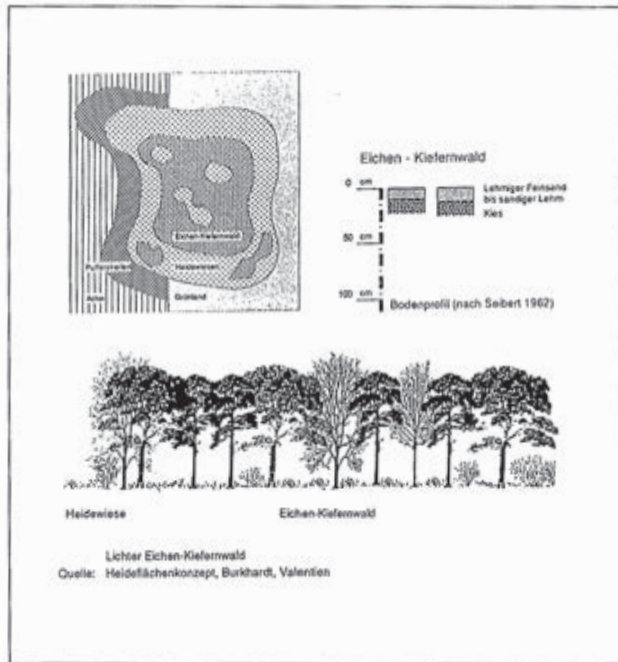 Eichen-Kiefernwald
Pufferstreifen
Heidewiesen
Acker
Grünland
Eichen - Kiefernwald
0 cm
Lehmiger Feinsand
bis sandiger Lehm
Kies
50 cm
100 cm
Bodenprofil (nach Seibert 1962)
Heidewiese Eichen-Kiefernwald
Lichter Eichen-Kiefernwald
Quelle: Heideflächenkonzept, Burkhardt, Valentien